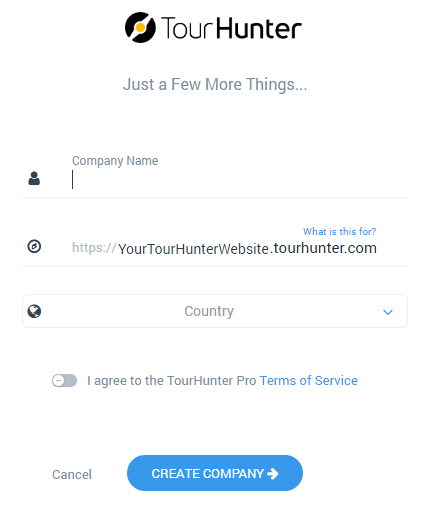 TourHunter
Just a Few More Things...
Company Name
What is this for?
https://YourTourHunterWebsite.tourhunter.com
Country
I agree to the TourHunter Pro Terms of Service
Cancel
CREATE COMPANY